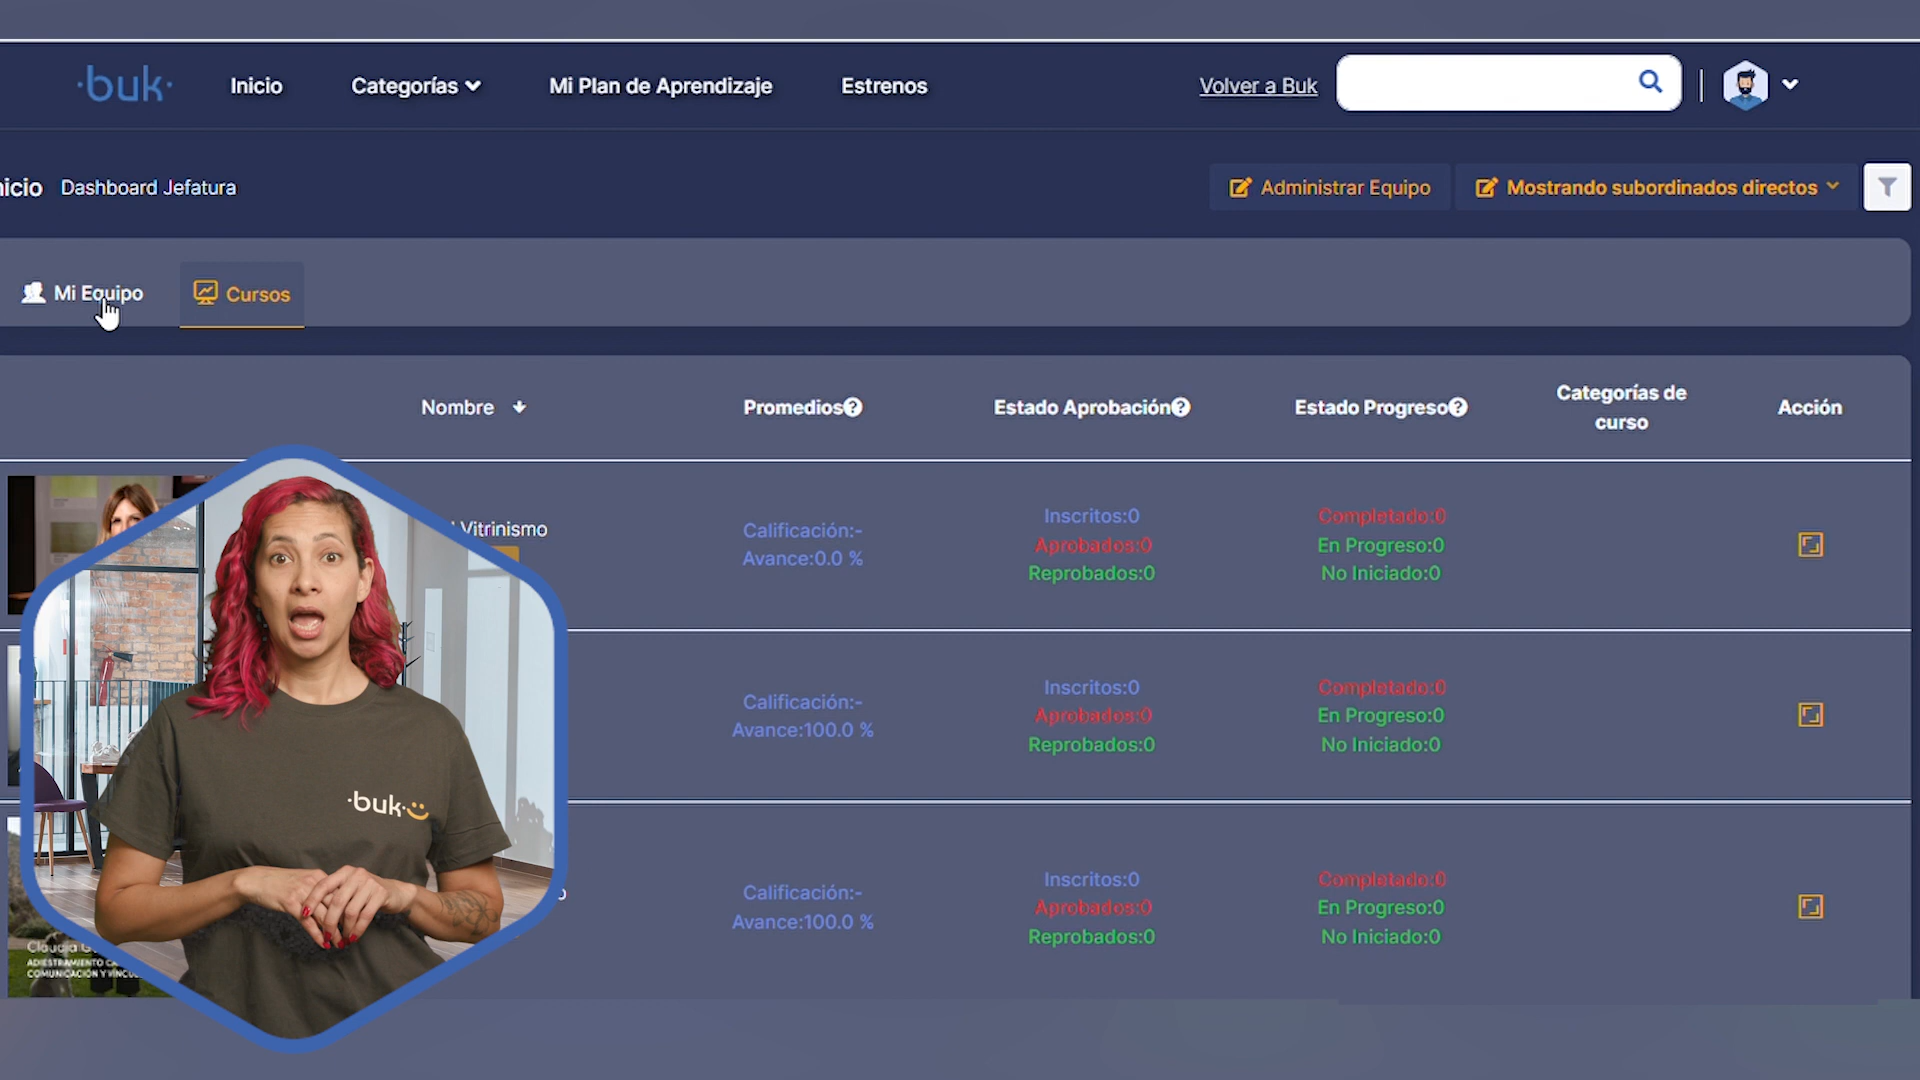 ·buk·
Inicio
Categorías
Mi Plan de Aprendizaje
Estrenos
Volver a Buk
nicio
Dashboard Jefatura
Administrar Equipo
Mostrando subordinados directos
Mi Equipo
Cursos
Nombre
Promedios
Estado Aprobación
Estado Progreso
Categorías de
curso
Acción
Vitrinismo
Calificación:-
Avance:0.0 %
Inscritos:0
Aprobados:0
Reprobados:0
Completado:0
En Progreso:0
No Iniciado:0
Calificación:-
Avance:100.0 %
Inscritos:0
Aprobados:0
Reprobados:0
Completado:0
En Progreso:0
No Iniciado:0
·buk·
Calificación:-
Avance:100.0 %
Inscritos:0
Aprobados:0
Reprobados:0
Completado:0
En Progreso:0
No Iniciado:0
Claudia
ADIESTRAMIENTO
COMUNICACIÓN Y